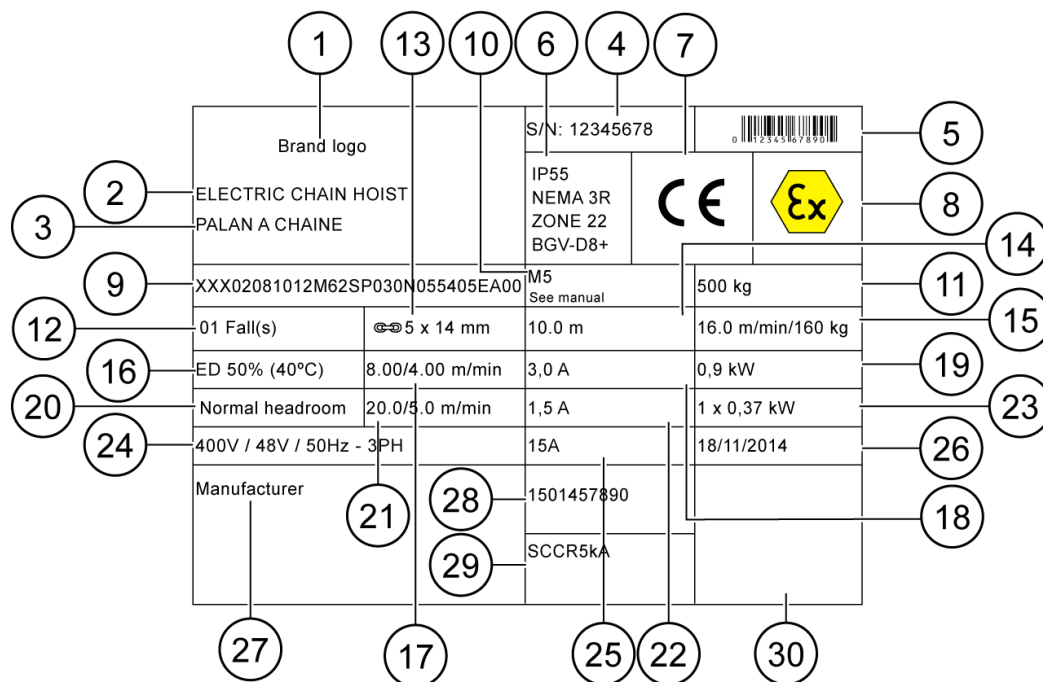 1
13
10
6
4
7
Brand logo
S/N: 12345678
0 12345 67890
5
2
ELECTRIC CHAIN HOIST
IP55
NEMA 3R
ZONE 22
BGV-D8+
CE
Ex
8
3
PALAN A CHAINE
14
9
XXX02081012M62SP030N055405EA00
M5
See manual
500 kg
11
12
01 Fall(s)
5 x 14 mm
10.0 m
16.0 m/min/160 kg
15
16
ED 50% (40ºC)
8.00/4.00 m/min
3,0 A
0,9 kW
19
20
Normal headroom
20.0/5.0 m/min
1,5 A
1 x 0,37 kW
23
24
400V / 48V / 50Hz - 3PH
15A
18/11/2014
26
Manufacturer
21
28
1501457890
18
29
SCCR5kA
27
17
25
22
30